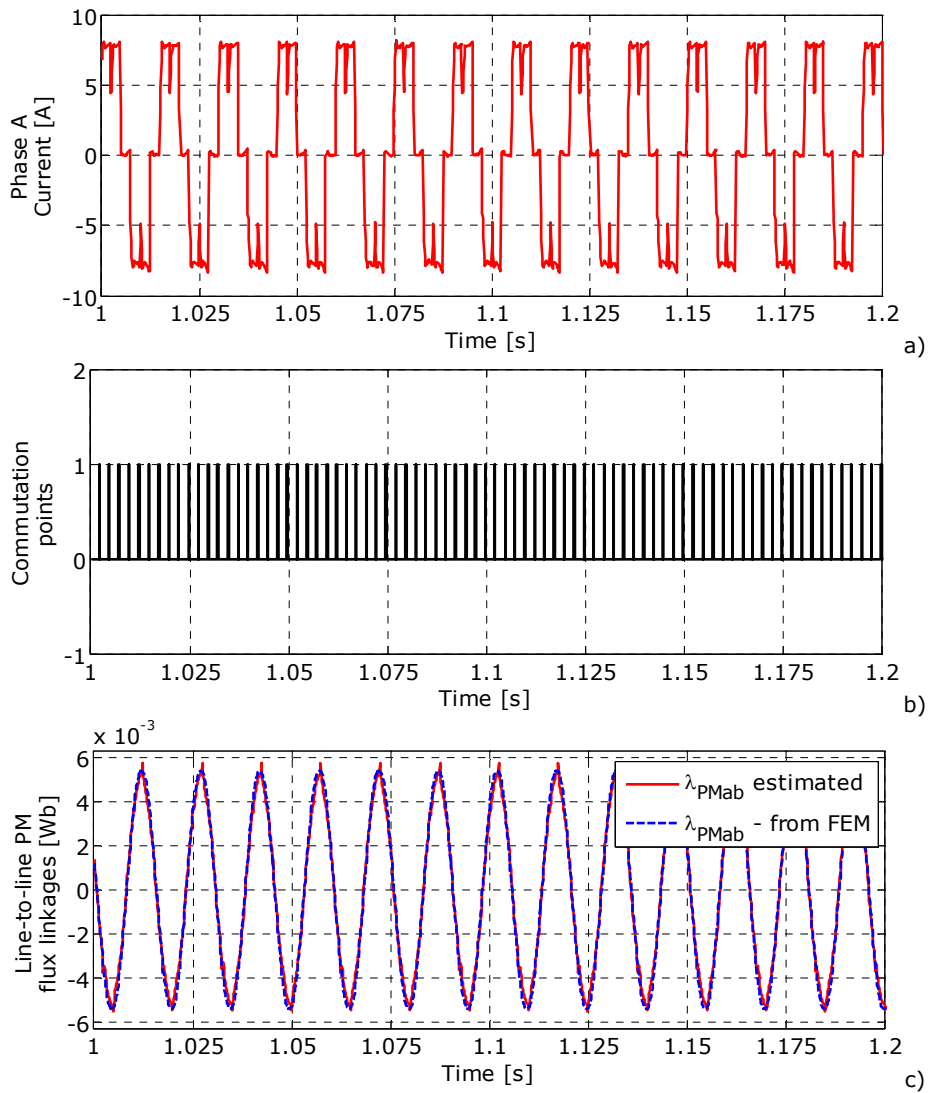 10
5
0
-5
-10
Phase A
Current [A]
1 1.025 1.05 1.075 1.1 1.125 1.15 1.175 1.2
Time [s]
a)
2
1
0
-1
Commutation
points
1 1.025 1.05 1.075 1.1 1.125 1.15 1.175 1.2
Time [s]
b)
x 10⁻³
6
4
2
0
-2
-4
-6
Line-to-line PM
flux linkages [Wb]
λPMab estimated
λPMab - from FEM
1 1.025 1.05 1.075 1.1 1.125 1.15 1.175 1.2
Time [s]
c)